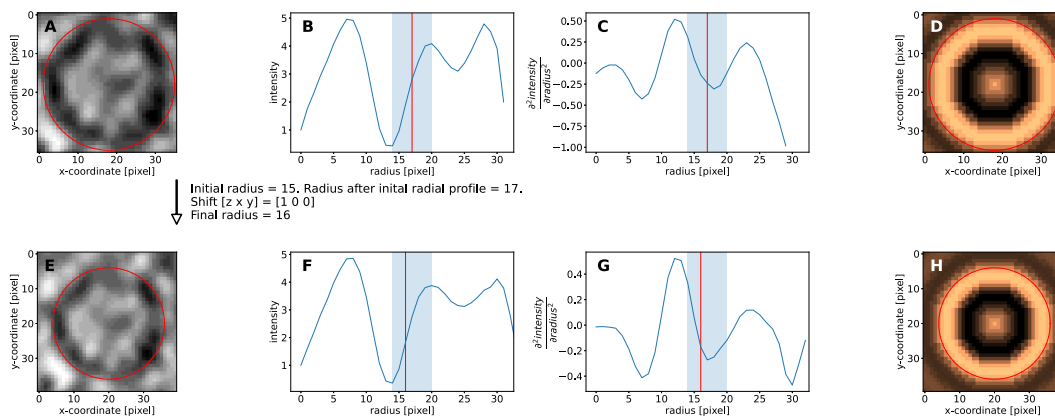 A
B
C
D
y-coordinate [pixel]
0
10
20
30
0 10 20 30
x-coordinate [pixel]
intensity
5
4
3
2
1
0 5 10 15 20 25 30
radius [pixel]
∂²intensity
∂radius²
0.50
0.25
0.00
−0.25
−0.50
−0.75
−1.00
0 5 10 15 20 25 30
radius [pixel]
y-coordinate [pixel]
0
10
20
30
0 10 20 30
x-coordinate [pixel]
Initial radius = 15. Radius after inital radial profile = 17.
Shift [z x y] = [1 0 0]
Final radius = 16
E
F
G
H
y-coordinate [pixel]
0
10
20
30
0 10 20 30
x-coordinate [pixel]
intensity
5
4
3
2
1
0 5 10 15 20 25 30
radius [pixel]
∂²intensity
∂radius²
0.4
0.2
0.0
−0.2
−0.4
0 5 10 15 20 25 30
radius [pixel]
y-coordinate [pixel]
0
10
20
30
0 10 20 30
x-coordinate [pixel]